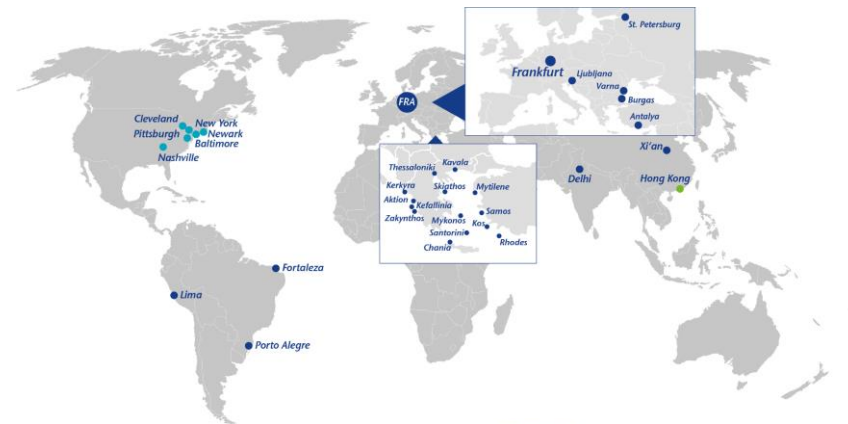 St. Petersburg
Frankfurt
Ljubljana
Varna
Burgas
Antalya
FRA
Cleveland
New York
Pittsburgh
Newark
Baltimore
Nashville
Xi'an
Delhi
Hong Kong
Thessaloniki
Kavala
Kerkyra
Skiathos
Mytilene
Aktion
Kefallinia
Zakynthos
Mykonos
Samos
Kos
Santorini
Rhodes
Chania
Fortaleza
Lima
Porto Alegre